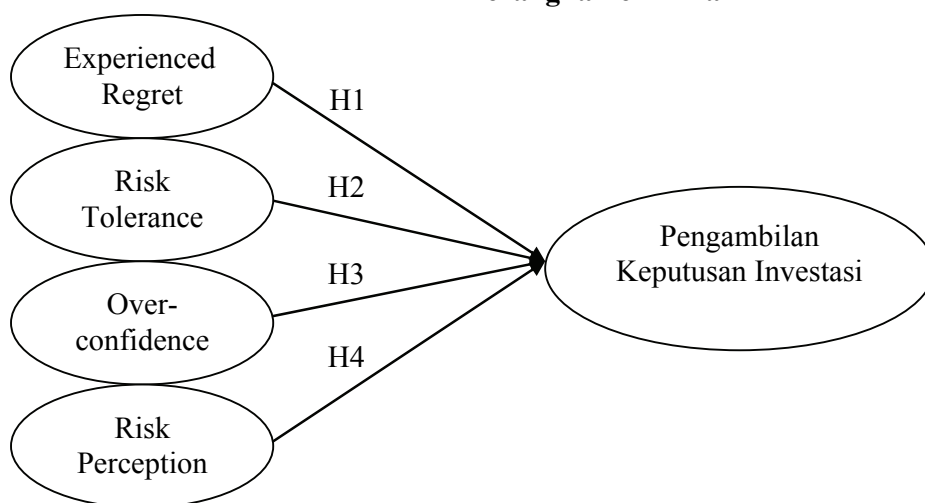 Experienced
Regret
H1
Risk
Tolerance
H2
Pengambilan
Keputusan Investasi
Over-
confidence
H3
H4
Risk
Perception